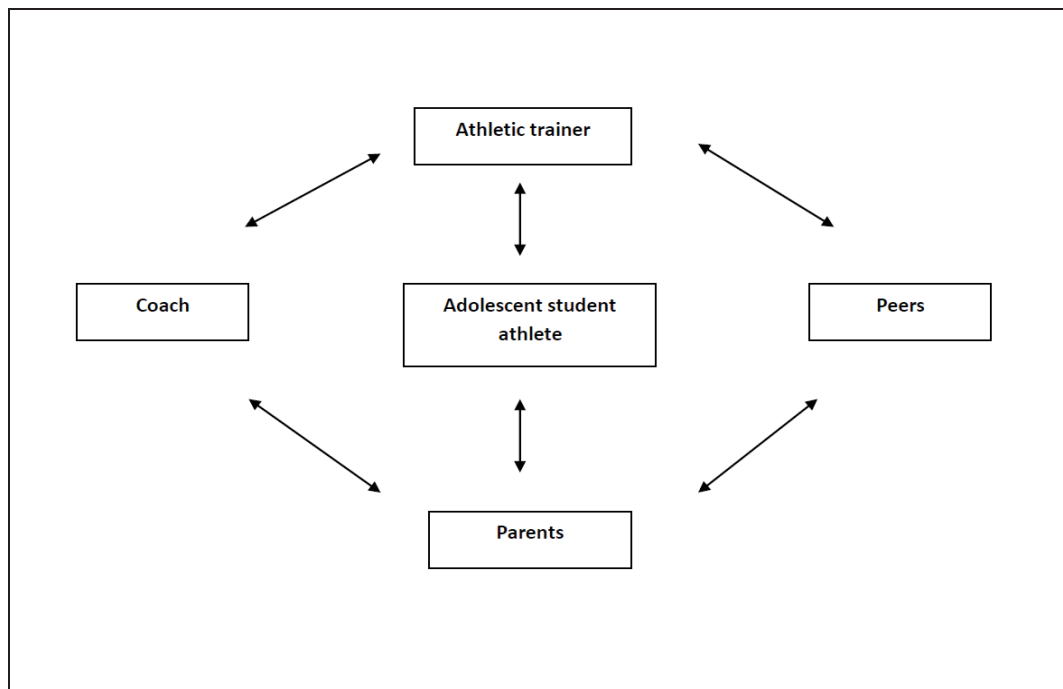 Athletic trainer
Coach
Adolescent student
athlete
Peers
Parents